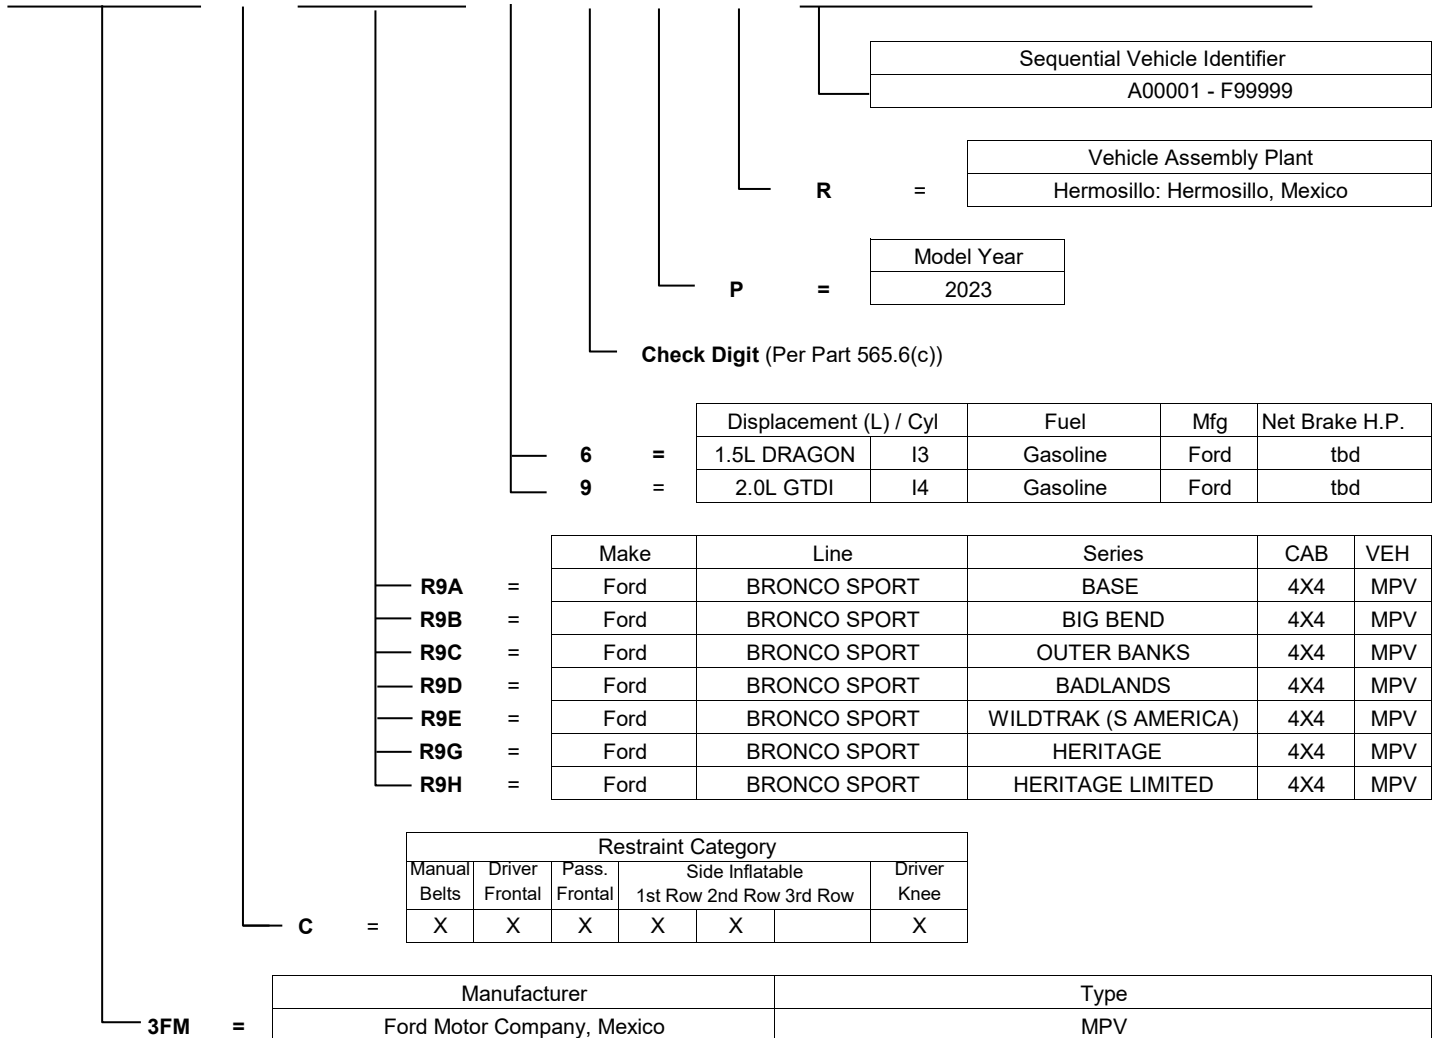 Sequential Vehicle Identifier
A00001 - F99999
Vehicle Assembly Plant
R = Hermosillo: Hermosillo, Mexico
Model Year
P = 2023
Check Digit (Per Part 565.6(c))
Displacement (L) / Cyl Fuel Mfg Net Brake H.P.
6 = 1.5L DRAGON I3 Gasoline Ford tbd
9 = 2.0L GTDI I4 Gasoline Ford tbd
Make Line Series CAB VEH
R9A = Ford BRONCO SPORT BASE 4X4 MPV
R9B = Ford BRONCO SPORT BIG BEND 4X4 MPV
R9C = Ford BRONCO SPORT OUTER BANKS 4X4 MPV
R9D = Ford BRONCO SPORT BADLANDS 4X4 MPV
R9E = Ford BRONCO SPORT WILDTRAK (S AMERICA) 4X4 MPV
R9G = Ford BRONCO SPORT HERITAGE 4X4 MPV
R9H = Ford BRONCO SPORT HERITAGE LIMITED 4X4 MPV
Restraint Category
Manual Driver Pass. Side Inflatable Driver
Belts Frontal Frontal 1st Row 2nd Row 3rd Row Knee
C = X X X X X X
Manufacturer Type
3FM = Ford Motor Company, Mexico MPV